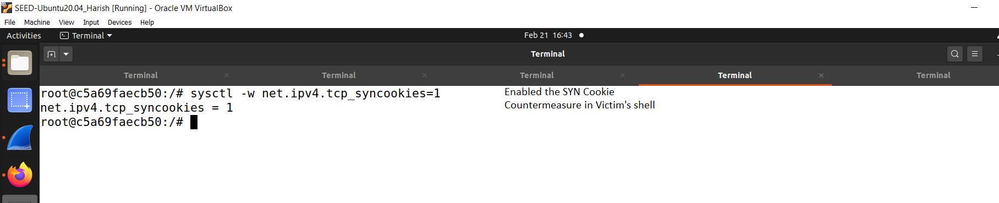 SEED-Ubuntu20.04_Harish [Running] - Oracle VM VirtualBox
File Machine View Input Devices Help
Activities Terminal Feb 21 16:43
Terminal
Terminal Terminal Terminal Terminal Terminal
root@c5a69faecb50:/# sysctl -w net.ipv4.tcp_syncookies=1
net.ipv4.tcp_syncookies = 1
root@c5a69faecb50:/#
Enabled the SYN Cookie
Countermeasure in Victim's shell